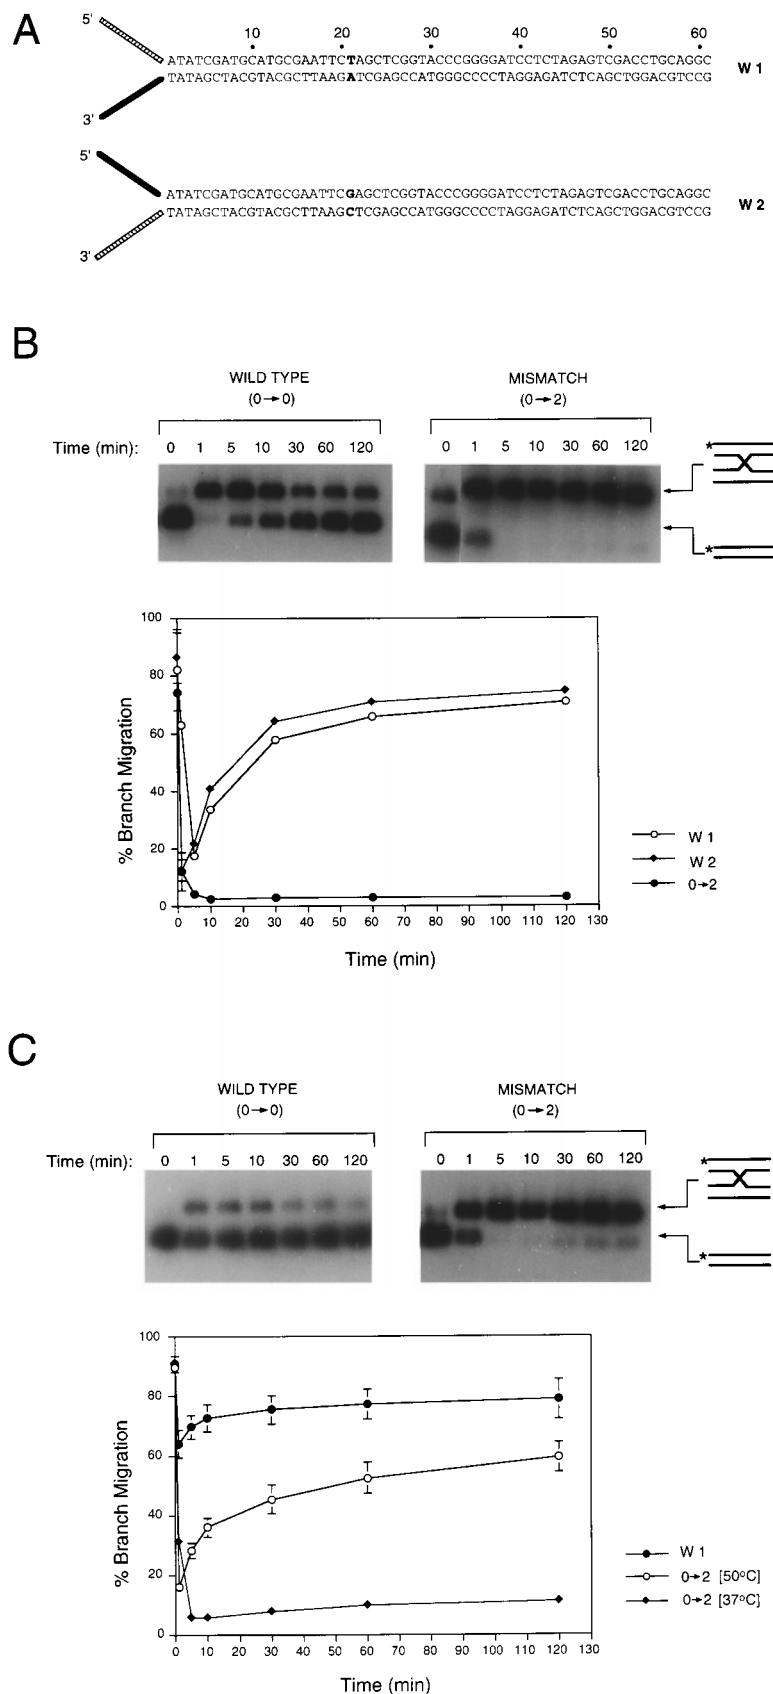 A
5'
10 20 30 40 50 60
ATATCGATGCATGCGAATTCTAGCTCGGTACCCGGGGATCCTCTAGAGTCGACCTGCAGGC
TATAGCTACGTACGCTTAAGATCGAGCCATGGGCCCCTAGGAGATCTCAGCTGGACGTCCG
W 1
3'
5'
ATATCGATGCATGCGAATTCGAGCTCGGTACCCGGGGATCCTCTAGAGTCGACCTGCAGGC
TATAGCTACGTACGCTTAAGCTCGAGCCATGGGCCCCTAGGAGATCTCAGCTGGACGTCCG
W 2
3'
B
WILD TYPE
(0→0)
MISMATCH
(0→2)
Time (min): 0 1 5 10 30 60 120
0 1 5 10 30 60 120
*
*
100
80
60
40
20
0
% Branch Migration
0 10 20 30 40 50 60 70 80 90 100 110 120 130
Time (min)
W 1
W 2
0→2
C
WILD TYPE
(0→0)
MISMATCH
(0→2)
Time (min): 0 1 5 10 30 60 120
0 1 5 10 30 60 120
*
*
100
80
60
40
20
0
% Branch Migration
0 10 20 30 40 50 60 70 80 90 100 110 120 130
Time (min)
W 1
0→2 [50°C]
0→2 [37°C]